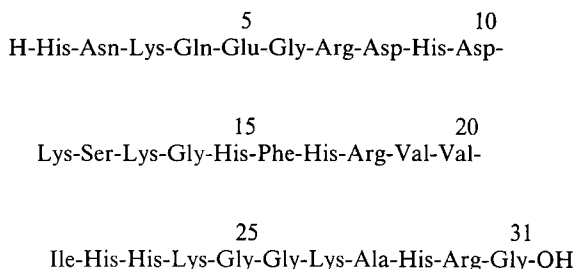 5 10
H-His-Asn-Lys-Gln-Glu-Gly-Arg-Asp-His-Asp-
15 20
Lys-Ser-Lys-Gly-His-Phe-His-Arg-Val-Val-
25 31
Ile-His-His-Lys-Gly-Gly-Lys-Ala-His-Arg-Gly-OH